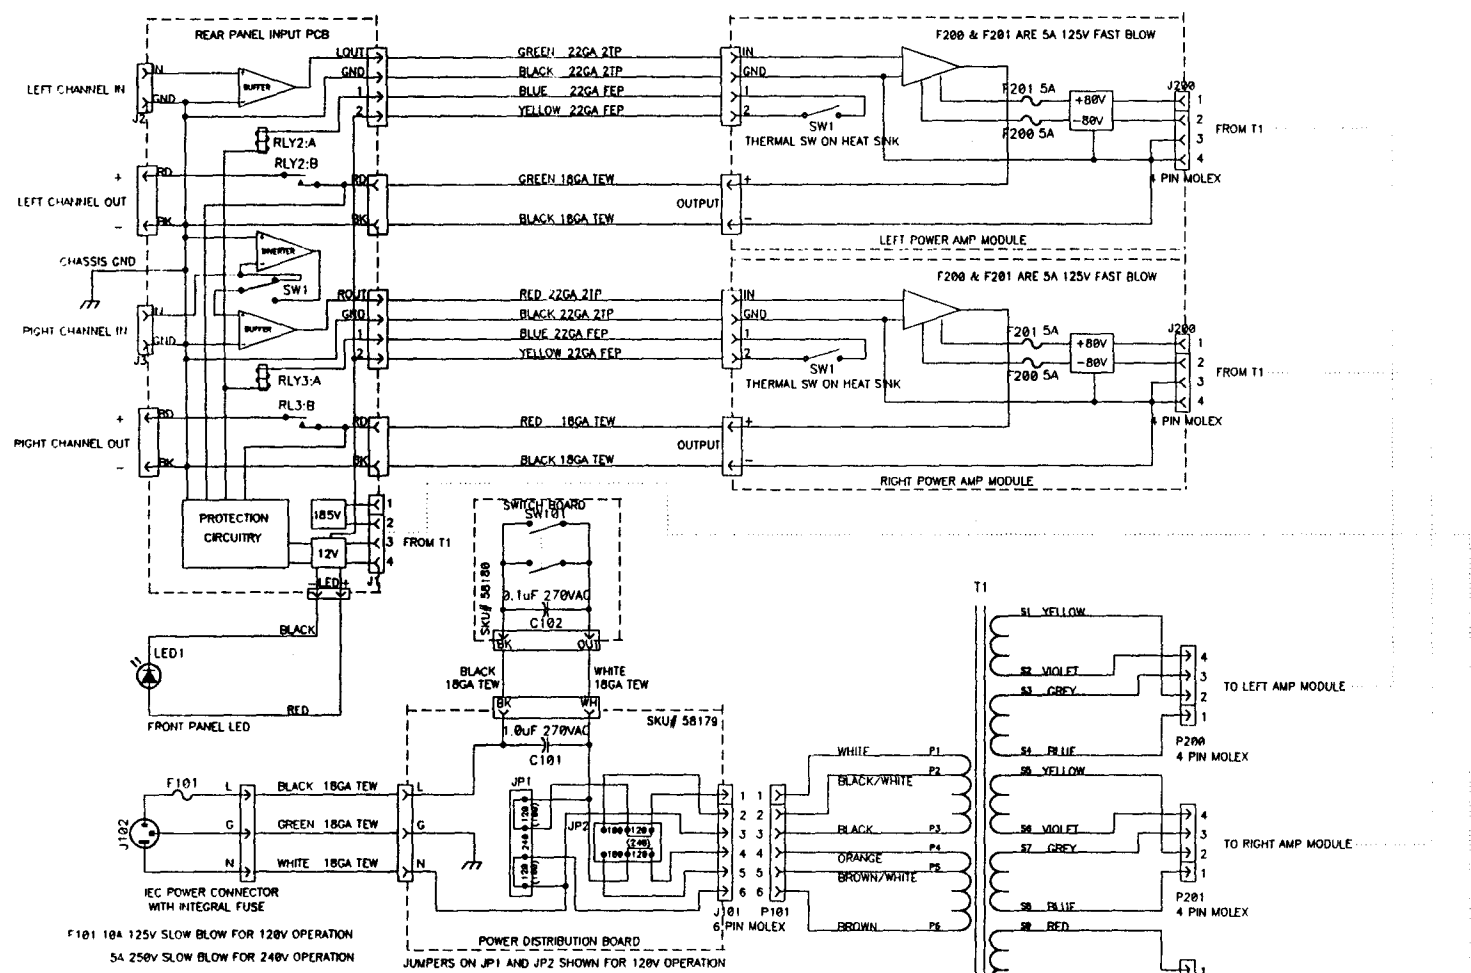 REAR PANEL INPUT PCB
LOUT
GND
1
2
IN
GND
J2
BUFFER
LEFT CHANNEL IN
RLY2:A
RLY2:B
RD
BK
+
-
LEFT CHANNEL OUT
RD
BK
INVERTER
CHASSIS GND
SW1
ROUT
GND
1
2
IN
GND
J3
BUFFER
RIGHT CHANNEL IN
RLY3:A
RL3:B
+
-
RIGHT CHANNEL OUT
RD
BK
RD
BK
PROTECTION
CIRCUITRY
185V
12V
1
2
3
4
FROM T1
J1
- LED +
BLACK
LED1
RED
FRONT PANEL LED
GREEN 22GA 2TP
BLACK 22GA 2TP
BLUE 22GA FEP
YELLOW 22GA FEP
GREEN 18GA TEW
BLACK 18GA TEW
RED 22GA 2TP
BLACK 22GA 2TP
BLUE 22GA FEP
YELLOW 22GA FEP
RED 18GA TEW
BLACK 18GA TEW
F200 & F201 ARE 5A 125V FAST BLOW
IN
GND
1
2
SW1
THERMAL SW ON HEAT SINK
F201 5A
F200 5A
+80V
-80V
J200
1
2
3
4
FROM T1
4 PIN MOLEX
OUTPUT
+
-
LEFT POWER AMP MODULE
F200 & F201 ARE 5A 125V FAST BLOW
IN
GND
1
2
SW1
THERMAL SW ON HEAT SINK
F201 5A
F200 5A
+80V
-80V
J200
1
2
3
4
FROM T1
4 PIN MOLEX
OUTPUT
+
-
RIGHT POWER AMP MODULE
SWITCH BOARD
SW101
SKU# 58180
0.1uF 270VAC
C102
BK
OUT
BLACK
18GA TEW
WHITE
18GA TEW
BK
WH
SKU# 58179
1.0uF 270VAC
C101
F101
L
G
N
J102
BLACK 18GA TEW
GREEN 18GA TEW
WHITE 18GA TEW
L
G
N
IEC POWER CONNECTOR
WITH INTEGRAL FUSE
F101 10A 125V SLOW BLOW FOR 120V OPERATION
5A 250V SLOW BLOW FOR 240V OPERATION
JP1
120
(100)
240
120
(100)
JP2
100 120
(240)
100 120
POWER DISTRIBUTION BOARD
JUMPERS ON JP1 AND JP2 SHOWN FOR 120V OPERATION
1 1
2 2
3 3
4 4
5 5
6 6
J101 P101
6 PIN MOLEX
WHITE P1
BLACK/WHITE P2
BLACK P3
ORANGE P4
BROWN/WHITE P5
BROWN P6
T1
S1 YELLOW
S2 VIOLET
S3 GREY
S4 BLUE
S5 YELLOW
S6 VIOLET
S7 GREY
S8 BLUE
S9 RED
4
3
2
1
TO LEFT AMP MODULE
P200
4 PIN MOLEX
4
3
2
1
TO RIGHT AMP MODULE
P201
4 PIN MOLEX
1